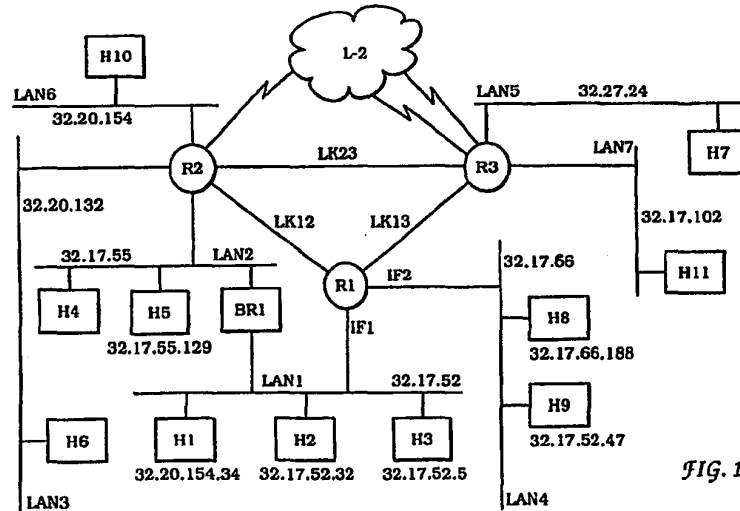 H10
L-2
LAN6
LAN5
32.27.24
32.20.154
R2
LK23
R3
LAN7
H7
32.20.132
LK12
LK13
32.17.102
32.17.55
LAN2
32.17.66
R1
IF2
H11
H4
H5
BR1
IF1
H8
32.17.55.129
32.17.66.188
LAN1
32.17.52
H9
H6
H1
H2
H3
32.17.52.47
32.20.154.34
32.17.52.32
32.17.52.5
FIG. 1
LAN3
LAN4